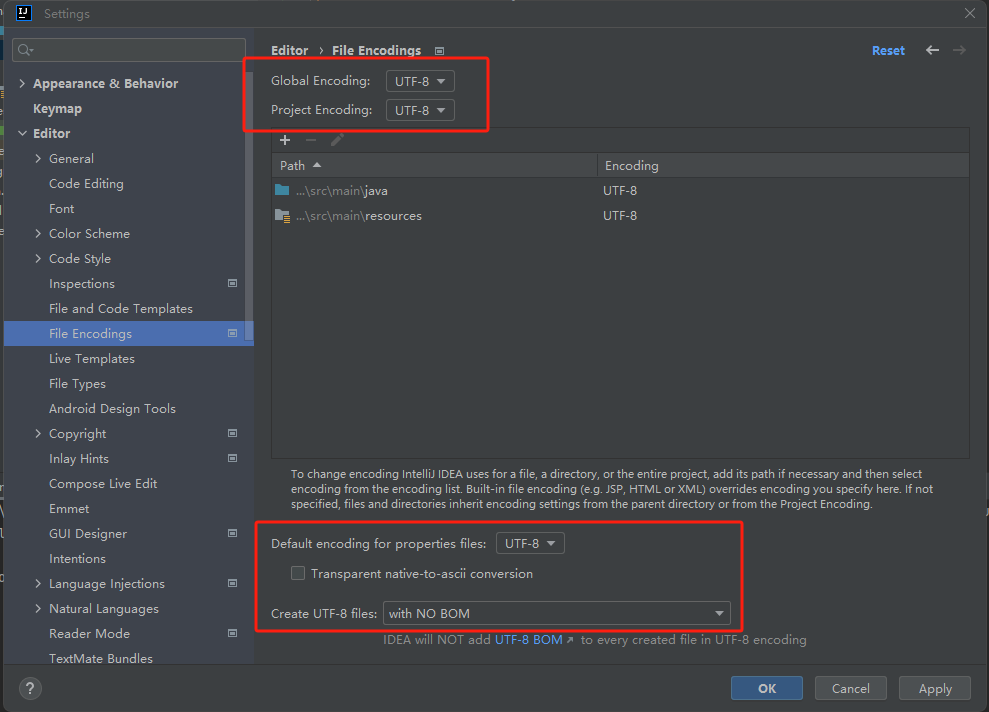 Settings
Editor › File Encodings
Reset
Global Encoding: UTF-8
Project Encoding: UTF-8
Appearance & Behavior
Keymap
Editor
General
Code Editing
Font
Color Scheme
Code Style
Inspections
File and Code Templates
File Encodings
Live Templates
File Types
Android Design Tools
Copyright
Inlay Hints
Compose Live Edit
Emmet
GUI Designer
Intentions
Language Injections
Natural Languages
Reader Mode
TextMate Bundles
Path Encoding
...\src\main\java UTF-8
...\src\main\resources UTF-8
To change encoding IntelliJ IDEA uses for a file, a directory, or the entire project, add its path if necessary and then select
encoding from the encoding list. Built-in file encoding (e.g. JSP, HTML or XML) overrides encoding you specify here. If not
specified, files and directories inherit encoding settings from the parent directory or from the Project Encoding.
Default encoding for properties files: UTF-8
Transparent native-to-ascii conversion
Create UTF-8 files: with NO BOM
IDEA will NOT add UTF-8 BOM ↗ to every created file in UTF-8 encoding
?
OK
Cancel
Apply